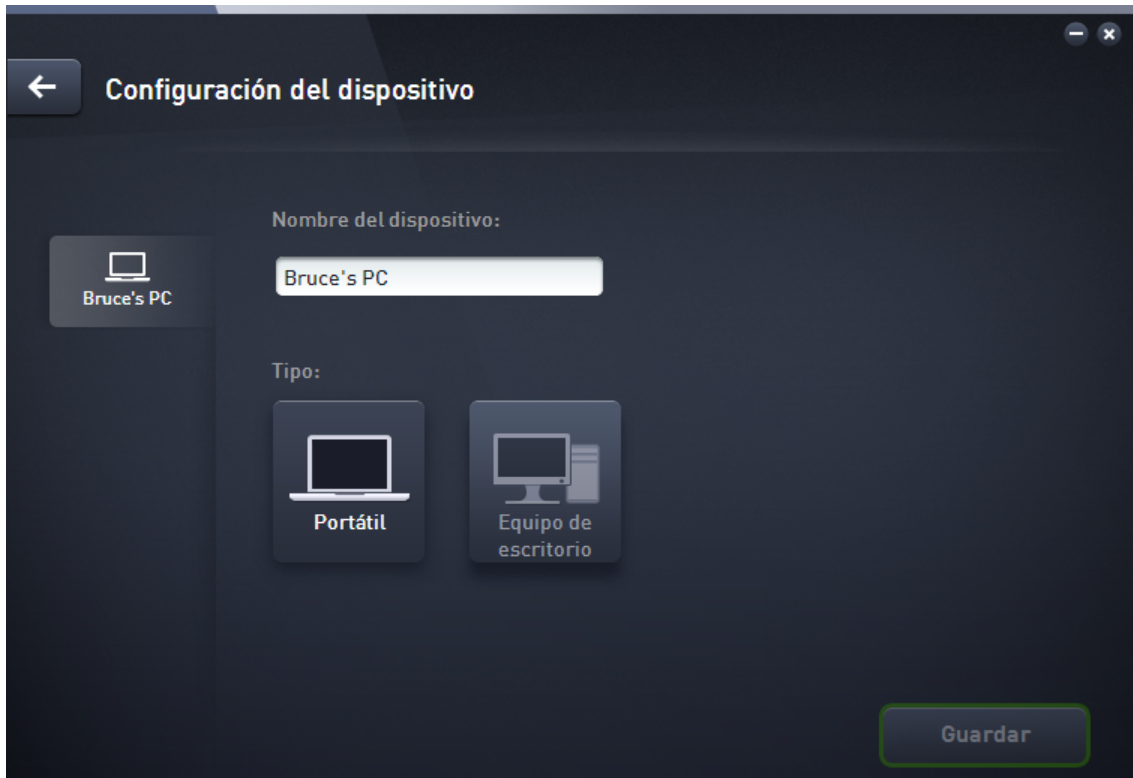 Configuración del dispositivo
Nombre del dispositivo:
Bruce's PC
Bruce's PC
Tipo:
Portátil
Equipo de
escritorio
Guardar